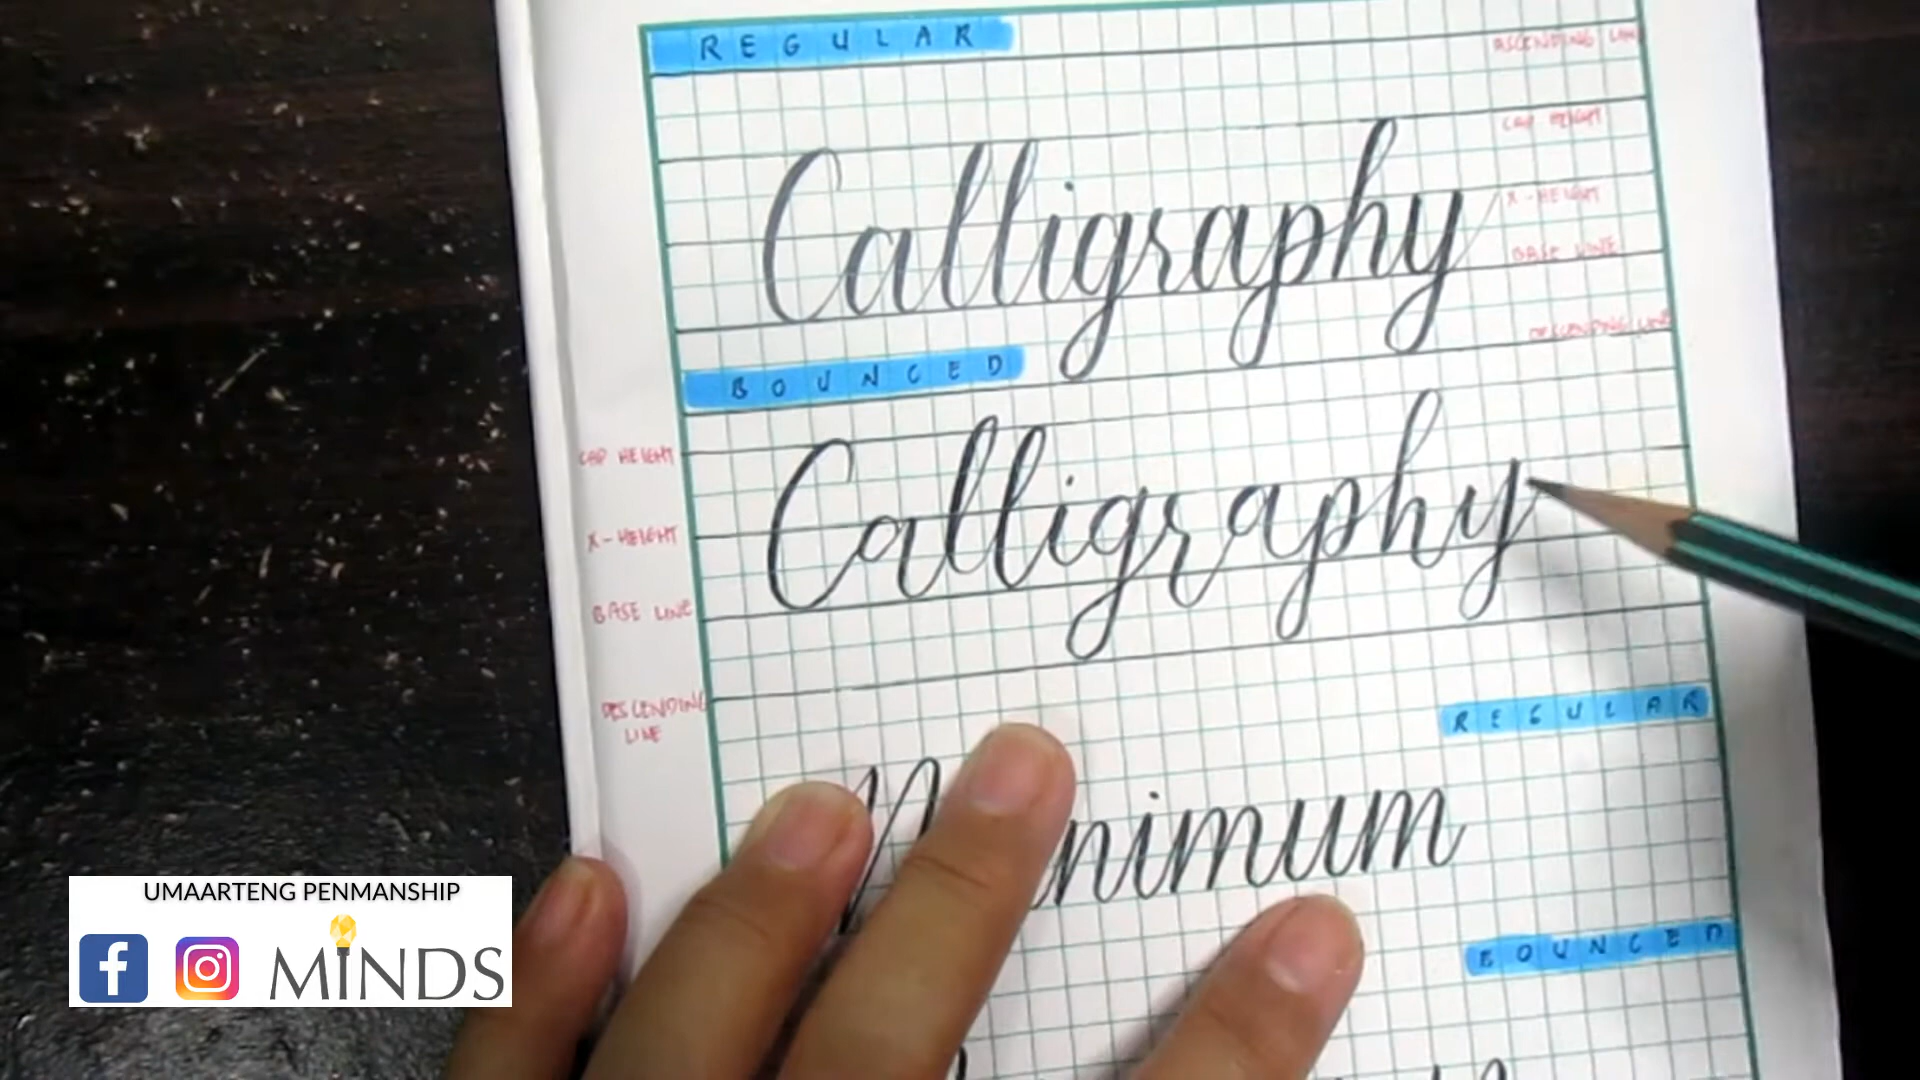 REGULAR
ASCENDING LINE
CAP HEIGHT
Calligraphy
X-HEIGHT
BASE LINE
DESCENDING LINE
BOUNCED
CAP HEIGHT
Calligraphy
X-HEIGHT
BASE LINE
DESCENDING
LINE
REGULAR
Minimum
BOUNCED
UMAARTENG PENMANSHIP
MINDS